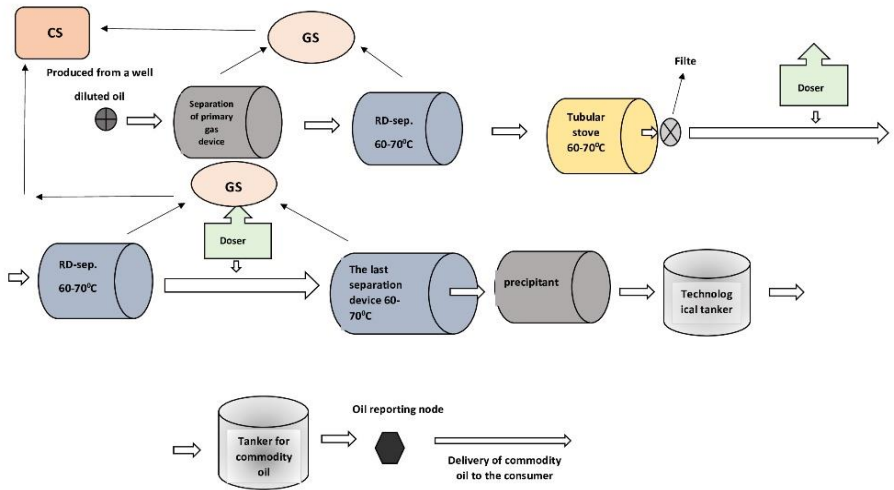 CS
GS
Produced from a well
diluted oil
Separation
of primary
gas
device
RD-sep.
60-70⁰C
Tubular
stove
60-70⁰C
Filte
Doser
GS
RD-sep.
60-70⁰C
Doser
The last
separation
device 60-
70⁰C
precipitant
Technolog
ical tanker
Tanker for
commodity
oil
Oil reporting node
Delivery of commodity
oil to the consumer